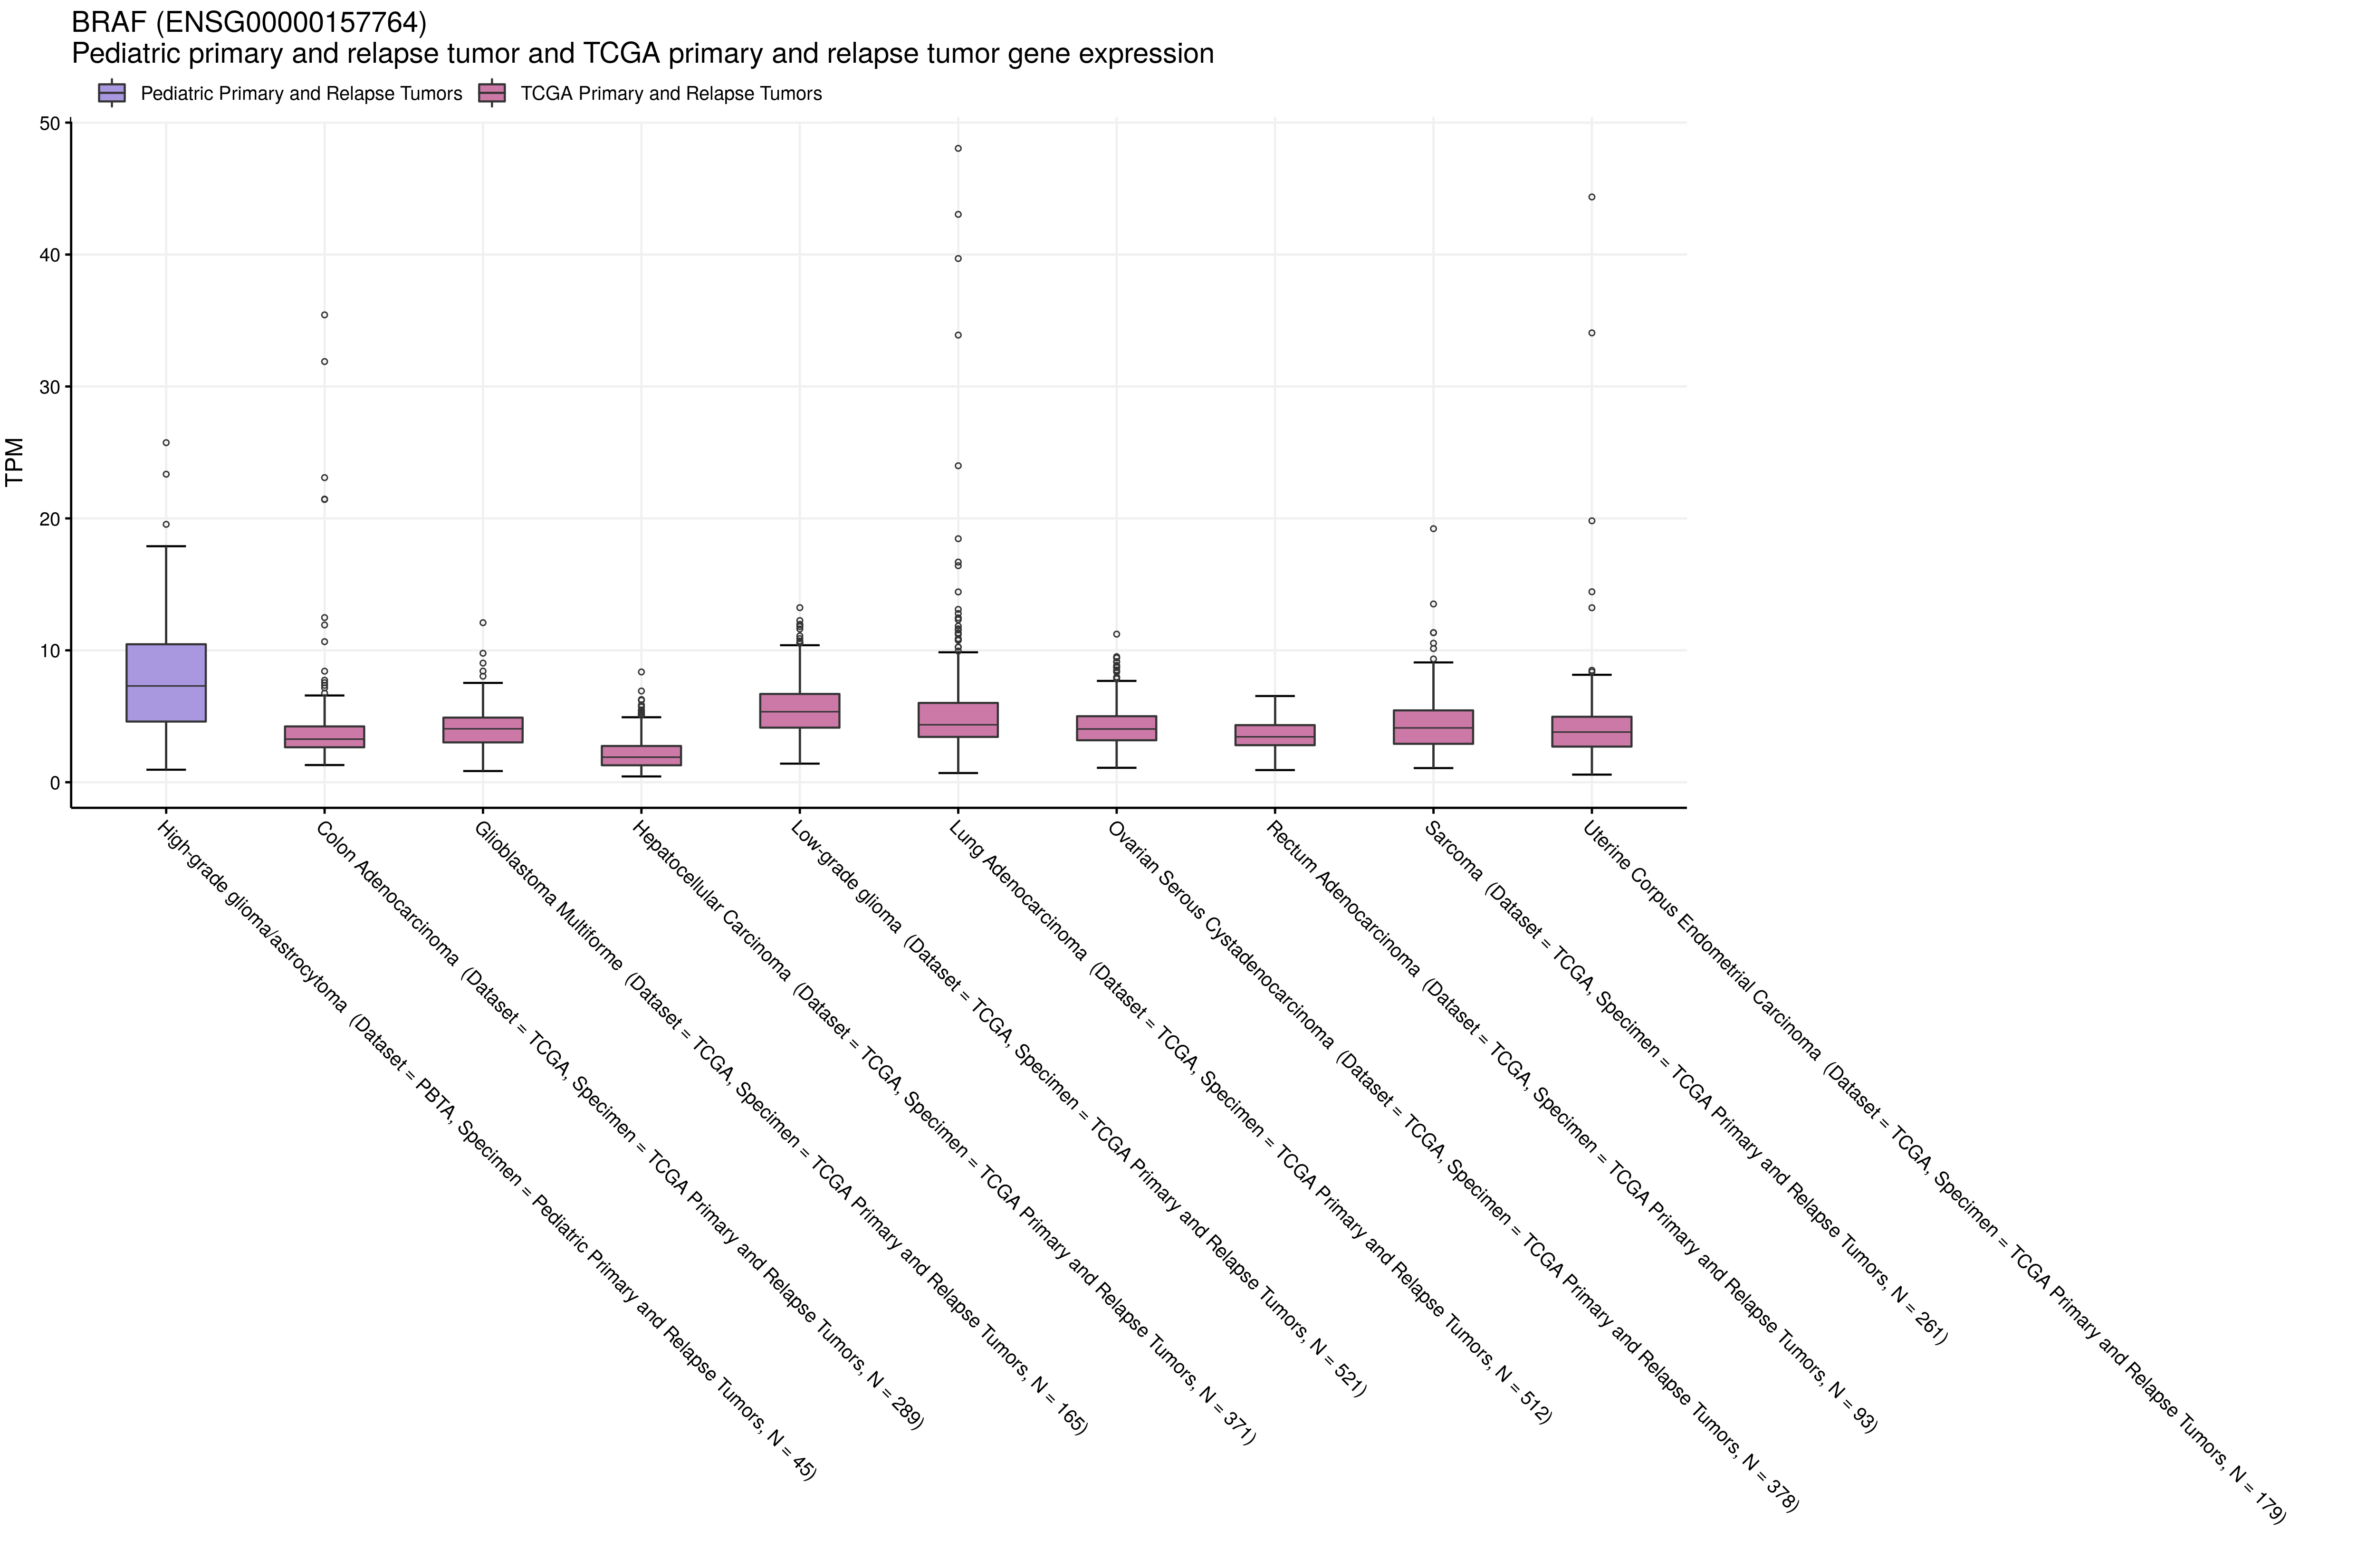 BRAF (ENSG00000157764)
Pediatric primary and relapse tumor and TCGA primary and relapse tumor gene expression
Pediatric Primary and Relapse Tumors
TCGA Primary and Relapse Tumors
TPM
50
40
30
20
10
0
High-grade glioma/astrocytoma (Dataset = PBTA, Specimen = Pediatric Primary and Relapse Tumors, N = 45)
Colon Adenocarcinoma (Dataset = TCGA, Specimen = TCGA Primary and Relapse Tumors, N = 289)
Glioblastoma Multiforme (Dataset = TCGA, Specimen = TCGA Primary and Relapse Tumors, N = 165)
Hepatocellular Carcinoma (Dataset = TCGA, Specimen = TCGA Primary and Relapse Tumors, N = 371)
Low-grade glioma (Dataset = TCGA, Specimen = TCGA Primary and Relapse Tumors, N = 521)
Lung Adenocarcinoma (Dataset = TCGA, Specimen = TCGA Primary and Relapse Tumors, N = 512)
Ovarian Serous Cystadenocarcinoma (Dataset = TCGA, Specimen = TCGA Primary and Relapse Tumors, N = 378)
Rectum Adenocarcinoma (Dataset = TCGA, Specimen = TCGA Primary and Relapse Tumors, N = 93)
Sarcoma (Dataset = TCGA, Specimen = TCGA Primary and Relapse Tumors, N = 261)
Uterine Corpus Endometrial Carcinoma (Dataset = TCGA, Specimen = TCGA Primary and Relapse Tumors, N = 179)